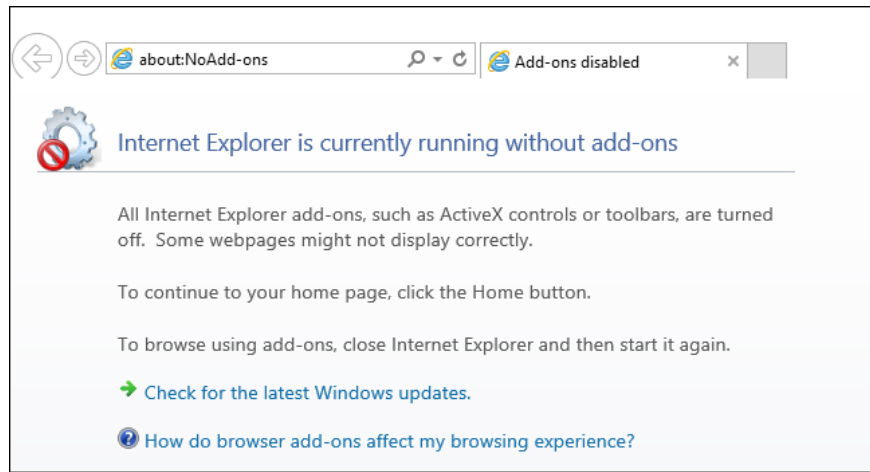 about:NoAdd-ons
Add-ons disabled
Internet Explorer is currently running without add-ons
All Internet Explorer add-ons, such as ActiveX controls or toolbars, are turned
off.  Some webpages might not display correctly.
To continue to your home page, click the Home button.
To browse using add-ons, close Internet Explorer and then start it again.
Check for the latest Windows updates.
How do browser add-ons affect my browsing experience?